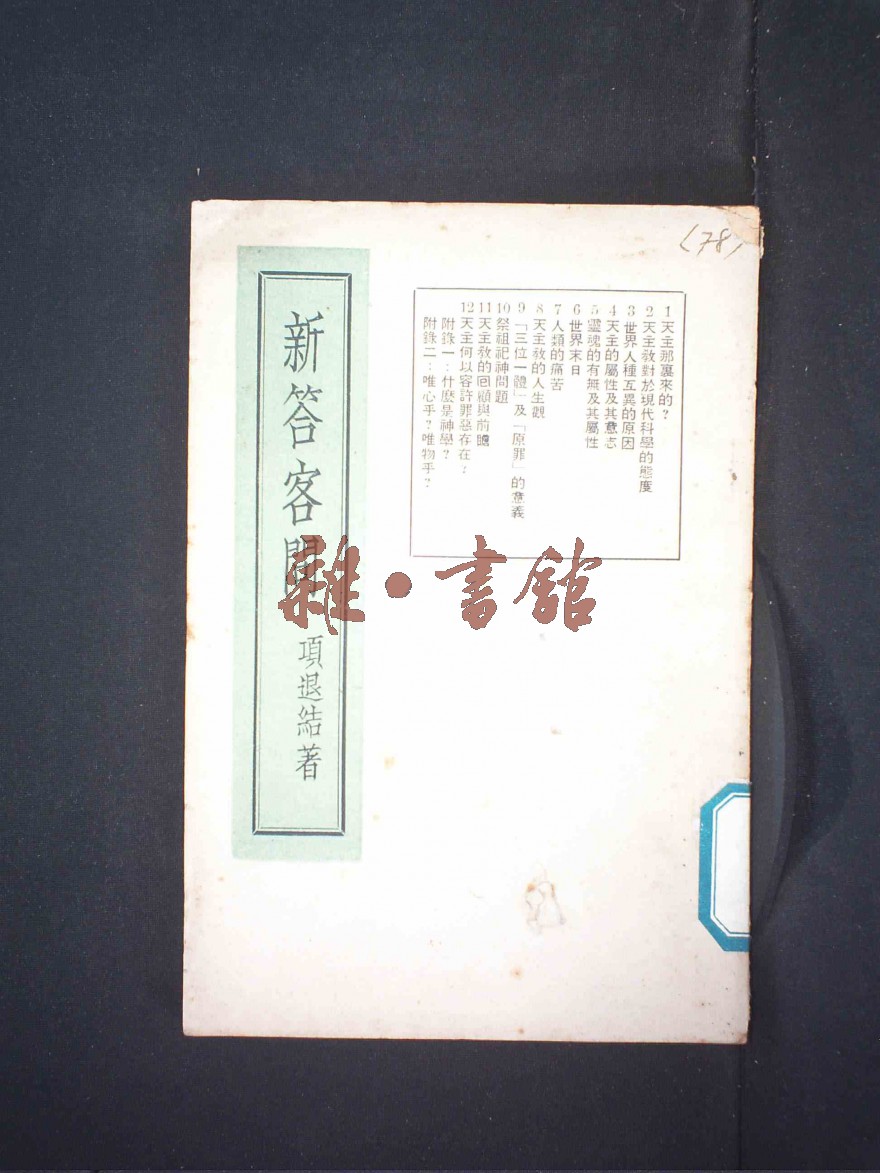 (78)
1 天主那裏來的？
2 天主教對於現代科學的態度
3 世界人種互異的原因
4 天主的屬性及其意志
5 靈魂的有無及其屬性
6 世界末日
7 人類的痛苦
8 天主教的人生觀
9 「三位一體」及「原罪」的意義
10 祭祖祀神問題
11 天主教的囘顧與前瞻
12 天主何以容許罪惡存在？
附錄一：什麼是神學？
附錄二：唯心乎？唯物乎？
新答客問
項退結著
雜·書館